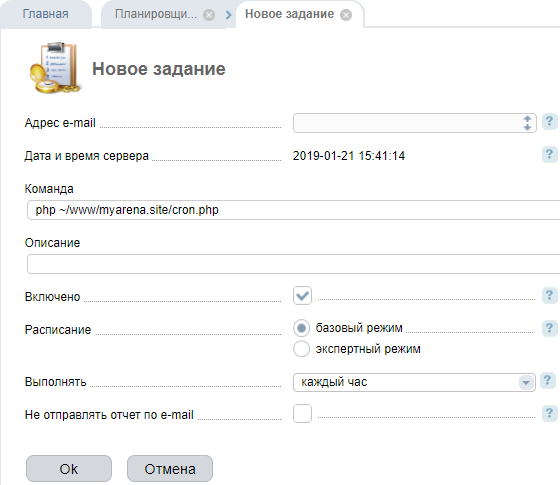 Главная
Планировщи...
Новое задание
Новое задание
Адрес e-mail
?
Дата и время сервера
2019-01-21 15:41:14
?
Команда
php ~/www/myarena.site/cron.php
Описание
Включено
?
Расписание
базовый режим
?
экспертный режим
Выполнять
каждый час
?
Не отправлять отчет по e-mail
?
Ok
Отмена